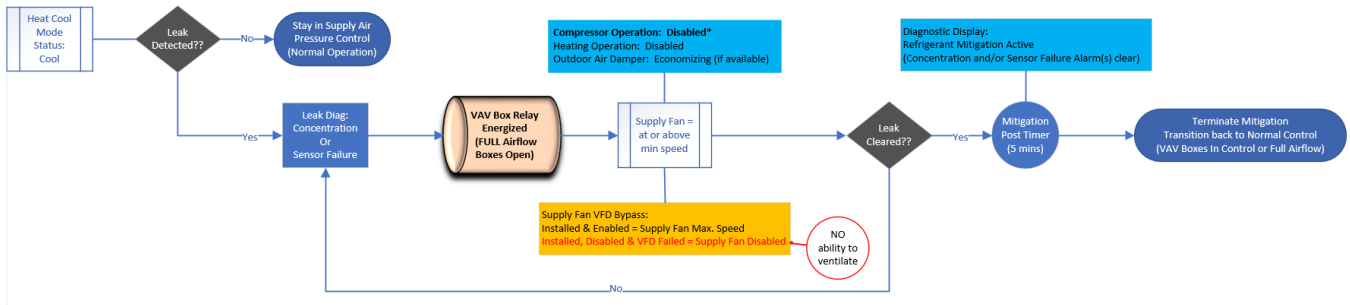 Heat Cool
Mode
Status:
Cool
Leak
Detected??
No
Stay in Supply Air
Pressure Control
(Normal Operation)
Yes
Leak Diag:
Concentration
Or
Sensor Failure
VAV Box Relay
Energized
(FULL Airflow
Boxes Open)
Compressor Operation: Disabled*
Heating Operation: Disabled
Outdoor Air Damper: Economizing (if available)
Supply Fan =
at or above
min speed
Supply Fan VFD Bypass:
Installed & Enabled = Supply Fan Max. Speed
Installed, Disabled & VFD Failed = Supply Fan Disabled
NO
ability to
ventilate
Leak
Cleared??
No
Yes
Diagnostic Display:
Refrigerant Mitigation Active
(Concentration and/or Sensor Failure Alarm(s) clear)
Mitigation
Post Timer
(5 mins)
Terminate Mitigation
Transition back to Normal Control
(VAV Boxes In Control or Full Airflow)